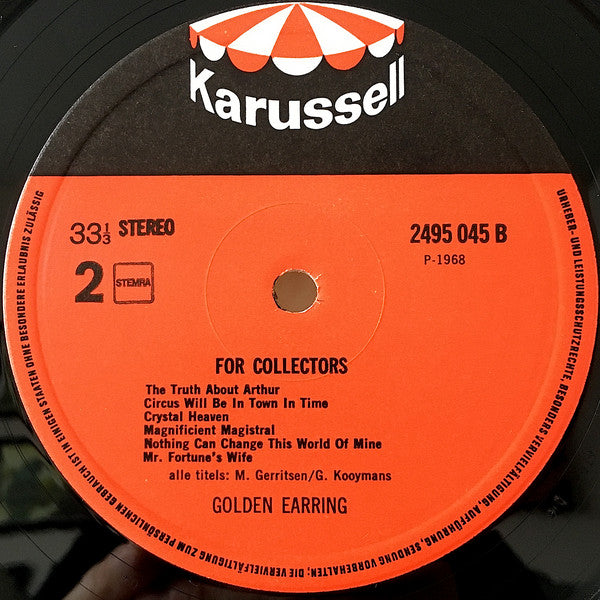 Karussell
33⅓ STEREO
2495 045 B
P-1968
2 STEMRA
FOR COLLECTORS
The Truth About Arthur
Circus Will Be In Town In Time
Crystal Heaven
Magnificient Magistral
Nothing Can Change This World Of Mine
Mr. Fortune's Wife
alle titels: M. Gerritsen/G. Kooymans
GOLDEN EARRING
URHEBER- UND LEISTUNGSSCHUTZRECHTE, BESONDERS VERVIELFÄLTIGUNG, AUFFÜHRUNG, SENDUNG VORBEHALTEN; DIE VERVIELFÄLTIGUNG ZUM PERSÖNLICHEN GEBRAUCH IST IN EINIGEN STAATEN OHNE BESONDERE ERLAUBNIS ZULÄSSIG